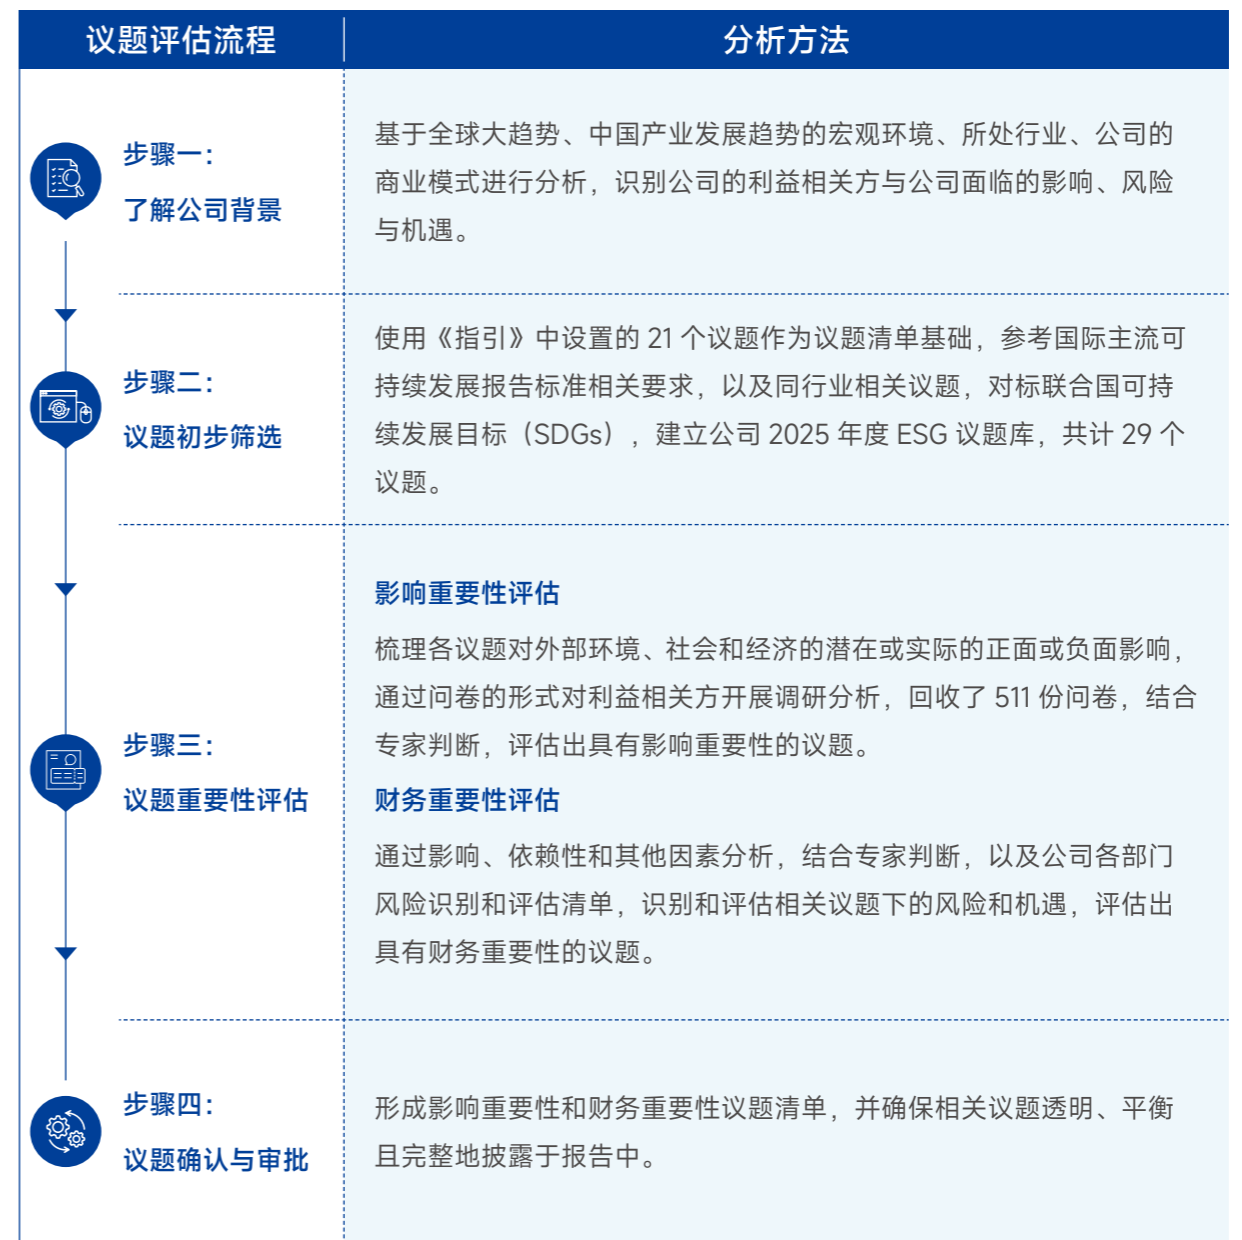 议题评估流程
分析方法
步骤一：
了解公司背景
基于全球大趋势、中国产业发展趋势的宏观环境、所处行业、公司的
商业模式进行分析，识别公司的利益相关方与公司面临的影响、风险
与机遇。
步骤二：
议题初步筛选
使用《指引》中设置的 21 个议题作为议题清单基础，参考国际主流可
持续发展报告标准相关要求，以及同行业相关议题，对标联合国可持
续发展目标（SDGs），建立公司 2025 年度 ESG 议题库，共计 29 个
议题。
步骤三：
议题重要性评估
影响重要性评估
梳理各议题对外部环境、社会和经济的潜在或实际的正面或负面影响，
通过问卷的形式对利益相关方开展调研分析，回收了 511 份问卷，结合
专家判断，评估出具有影响重要性的议题。
财务重要性评估
通过影响、依赖性和其他因素分析，结合专家判断，以及公司各部门
风险识别和评估清单，识别和评估相关议题下的风险和机遇，评估出
具有财务重要性的议题。
步骤四：
议题确认与审批
形成影响重要性和财务重要性议题清单，并确保相关议题透明、平衡
且完整地披露于报告中。